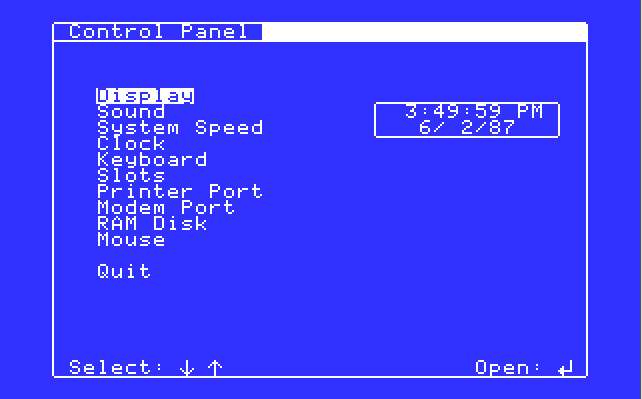 Control Panel
Display
Sound
3:49:59 PM
System Speed
6/ 2/87
Clock
Keyboard
Slots
Printer Port
Modem Port
RAM Disk
Mouse
Quit
Select: ↓ ↑
Open: ↵